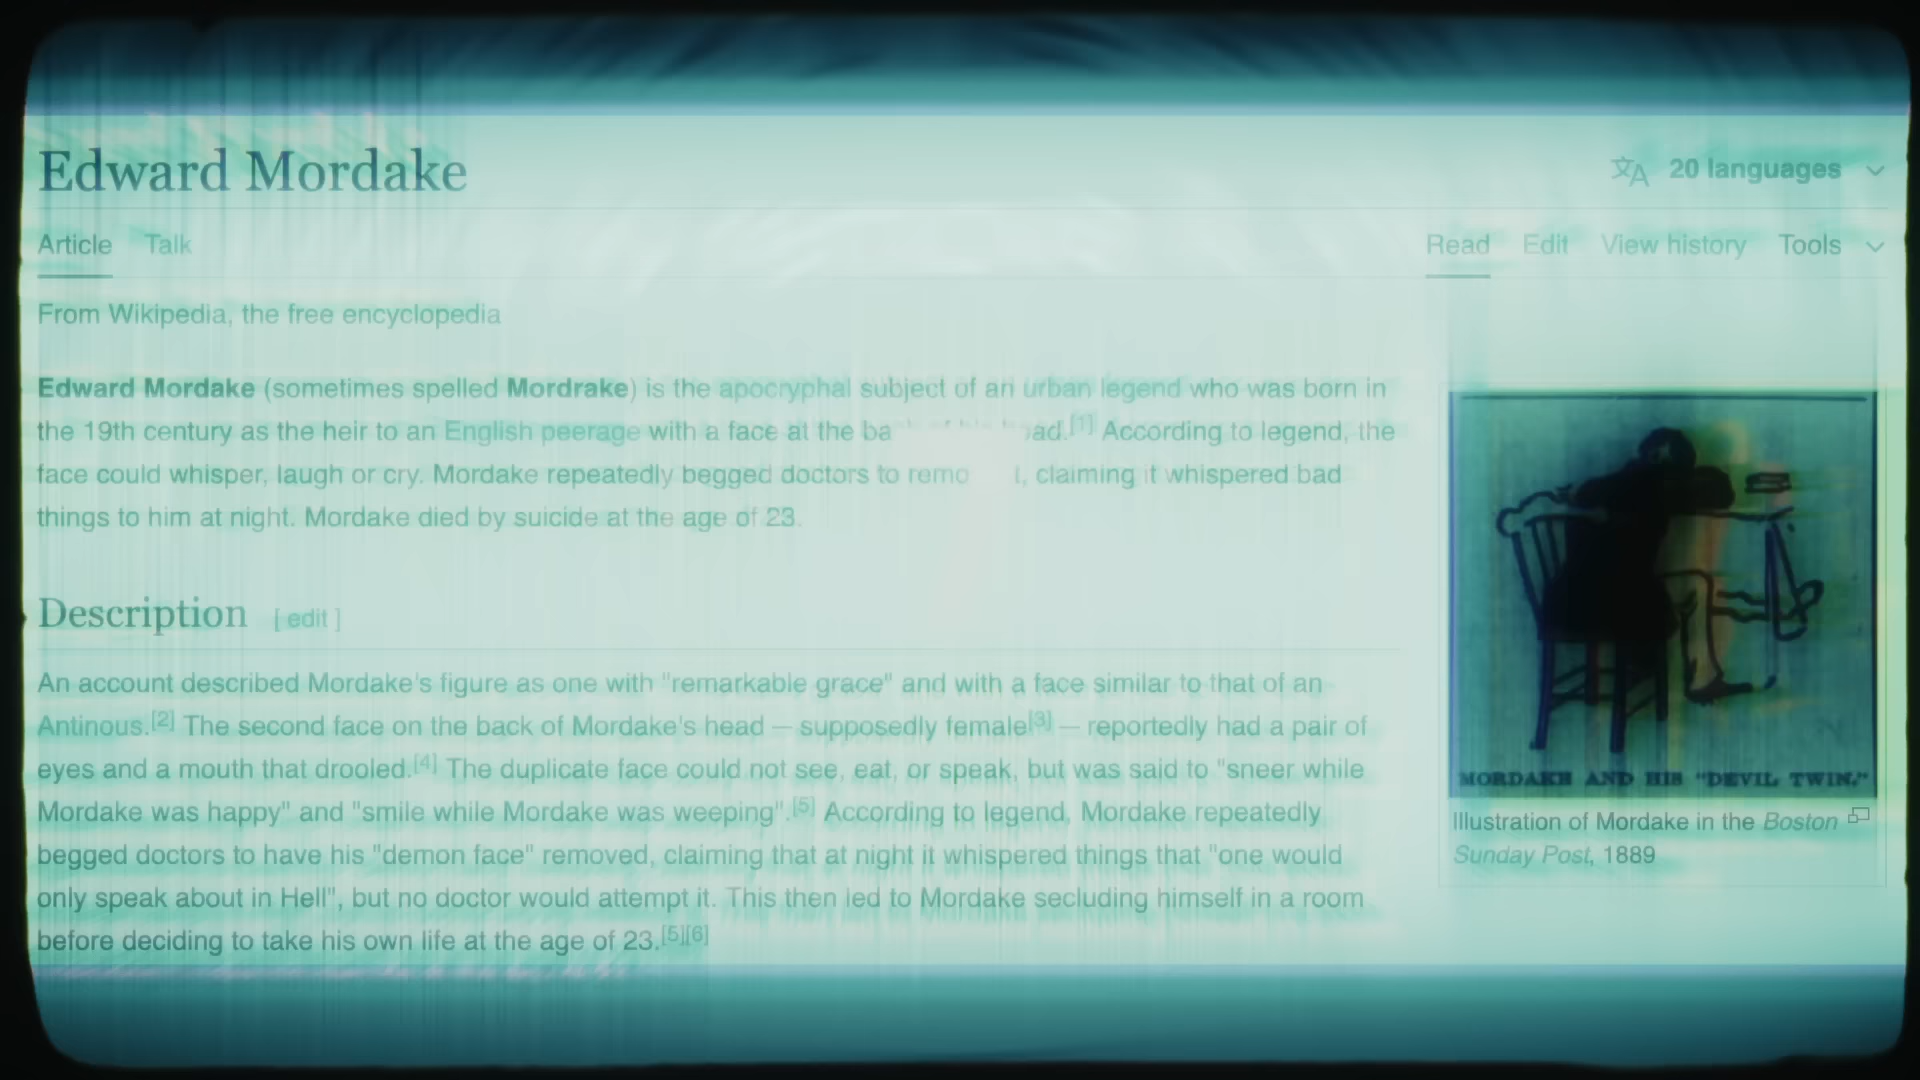 Edward Mordake
20 languages
Article Talk
Read Edit View history Tools
From Wikipedia, the free encyclopedia
Edward Mordake (sometimes spelled Mordrake) is the apocryphal subject of an urban legend who was born in
the 19th century as the heir to an English peerage with a face at the back of his head.[1] According to legend, the
face could whisper, laugh or cry. Mordake repeatedly begged doctors to claiming it whispered bad
things to him at night. Mordake died by suicide at the age of 23.
Description [ edit ]
An account described Mordake's figure as one with "remarkable grace" and with a face similar to that of an
Antinous.[2] The second face on the back of Mordake's head — supposedly female[3] — reportedly had a pair of
eyes and a mouth that drooled.[4] The duplicate face could not see, eat, or speak, but was said to "sneer while
Mordake was happy" and "smile while Mordake was weeping".[5] According to legend, Mordake repeatedly
begged doctors to have his "demon face" removed, claiming that at night it whispered things that "one would
only speak about in Hell", but no doctor would attempt it. This then led to Mordake secluding himself in a room
before deciding to take his own life at the age of 23.[5][6]
MORDAKE AND HIS "DEVIL TWIN."
Illustration of Mordake in the Boston
Sunday Post, 1889